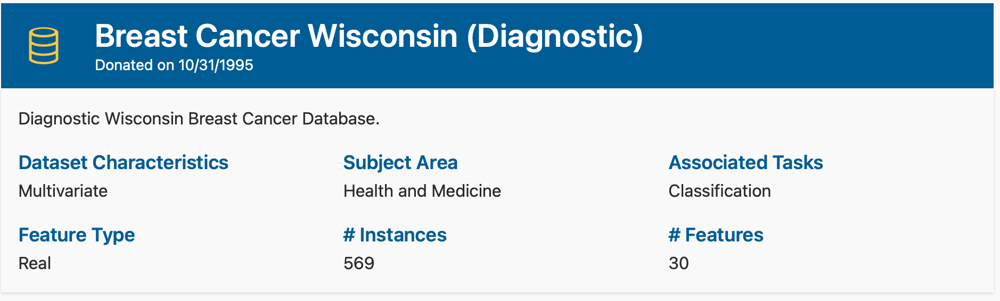 Breast Cancer Wisconsin (Diagnostic)
Donated on 10/31/1995
Diagnostic Wisconsin Breast Cancer Database.
Dataset Characteristics
Multivariate
Subject Area
Health and Medicine
Associated Tasks
Classification
Feature Type
Real
# Instances
569
# Features
30